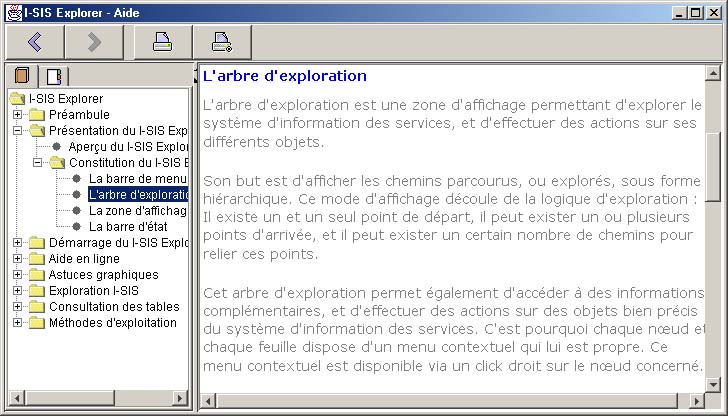 I-SIS Explorer - Aide
I-SIS Explorer
Préambule
Présentation du I-SIS Exp
Aperçu du I-SIS Explor
Constitution du I-SIS E
La barre de menu
L'arbre d'exploratio
La zone d'affichag
La barre d'état
Démarrage du I-SIS Explo
Aide en ligne
Astuces graphiques
Exploration I-SIS
Consultation des tables
Méthodes d'exploitation
L'arbre d'exploration
L'arbre d'exploration est une zone d'affichage permettant d'explorer le
système d'information des services, et d'effectuer des actions sur ses
différents objets.
Son but est d'afficher les chemins parcourus, ou explorés, sous forme
hiérarchique. Ce mode d'affichage découle de la logique d'exploration :
Il existe un et un seul point de départ, il peut exister un ou plusieurs
points d'arrivée, et il peut exister un certain nombre de chemins pour
relier ces points.
Cet arbre d'exploration permet également d'accéder à des informations
complémentaires, et d'effectuer des actions sur des objets bien précis
du système d'information des services. C'est pourquoi chaque nœud et
chaque feuille dispose d'un menu contextuel qui lui est propre. Ce
menu contextuel est disponible via un click droit sur le nœud concerné.